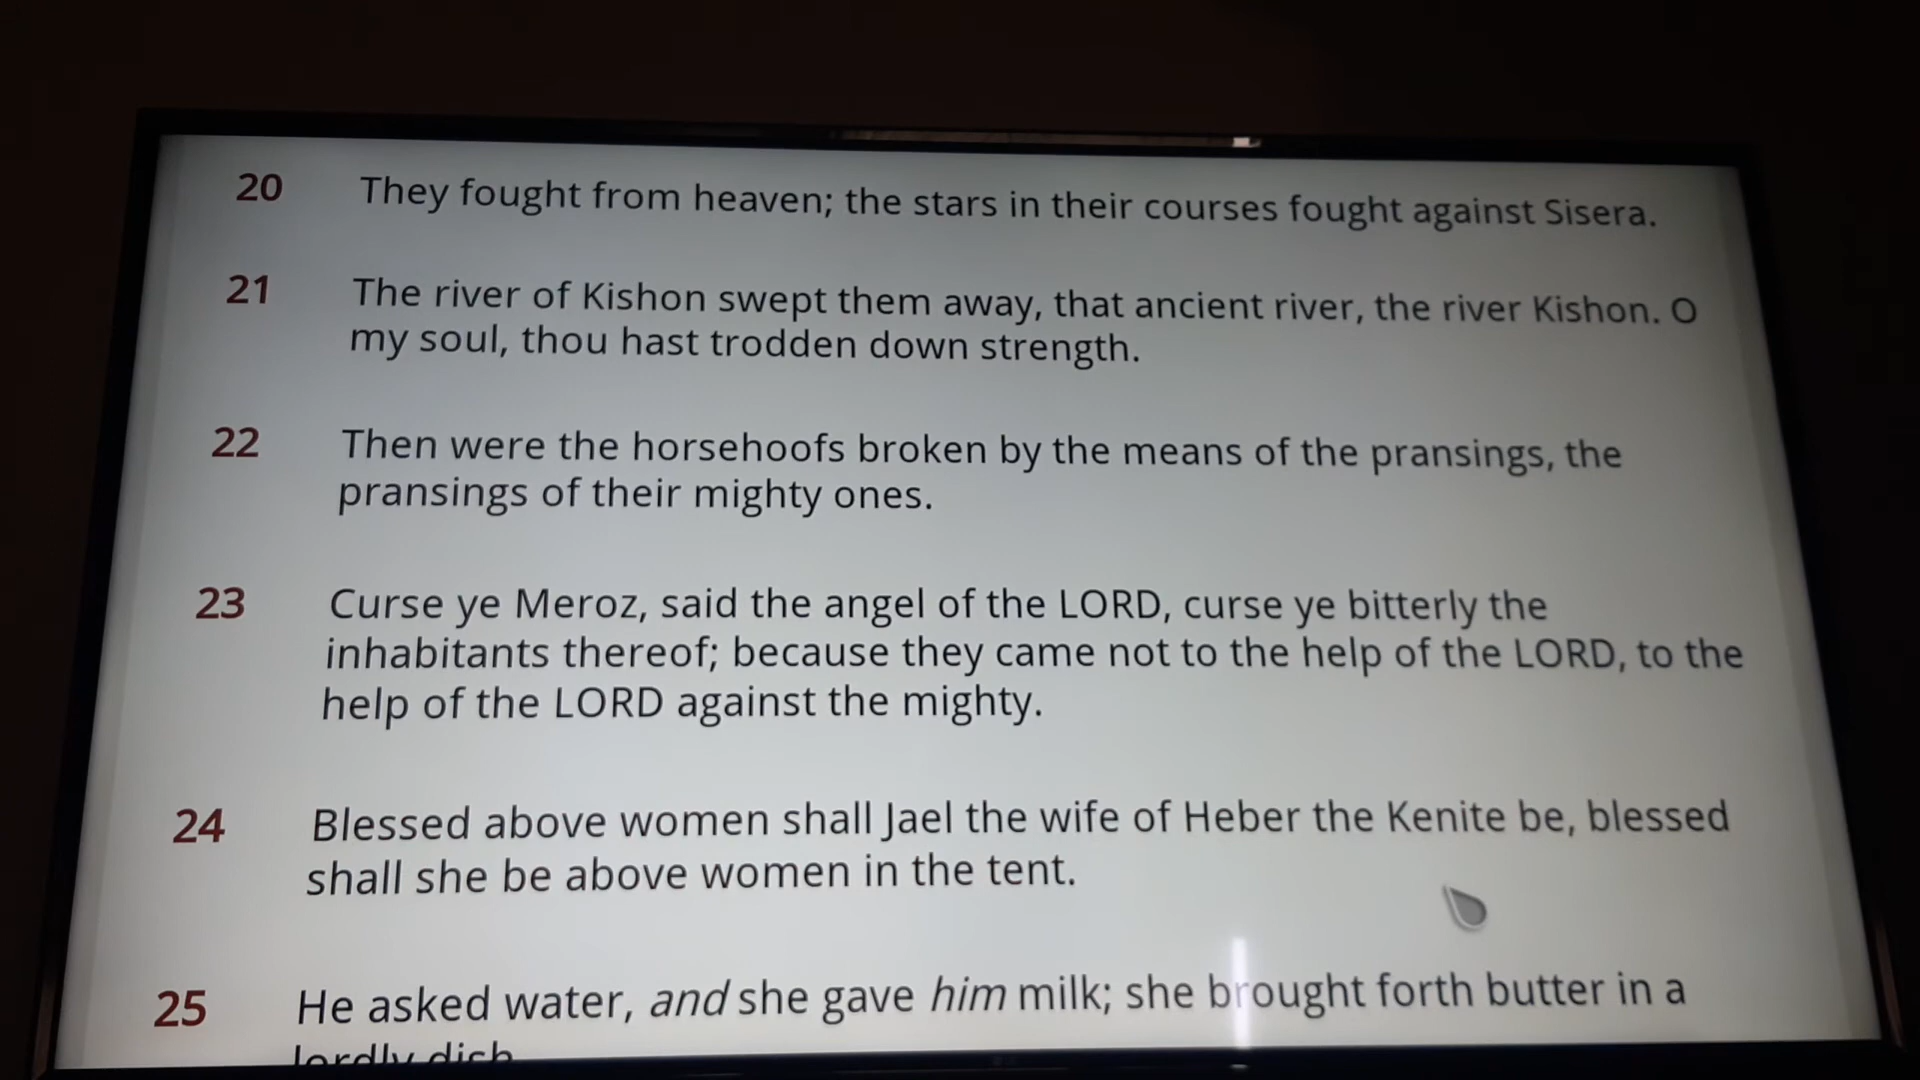 20 They fought from heaven; the stars in their courses fought against Sisera.
21 The river of Kishon swept them away, that ancient river, the river Kishon. O
my soul, thou hast trodden down strength.
22 Then were the horsehoofs broken by the means of the pransings, the
pransings of their mighty ones.
23 Curse ye Meroz, said the angel of the LORD, curse ye bitterly the
inhabitants thereof; because they came not to the help of the LORD, to the
help of the LORD against the mighty.
24 Blessed above women shall Jael the wife of Heber the Kenite be, blessed
shall she be above women in the tent.
25 He asked water, and she gave him milk; she brought forth butter in a
lordly dish.